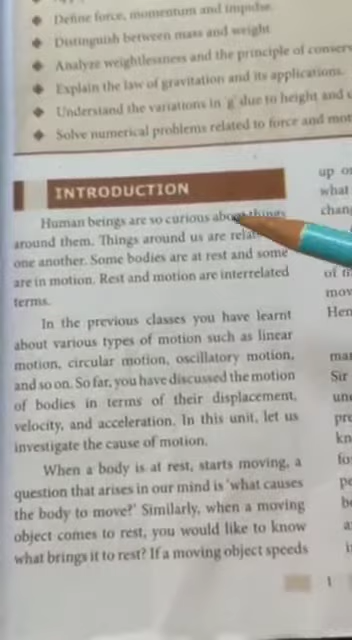 Define force, momentum and impulse.
Distinguish between mass and weight
Analyze weightlessness and the principle of
Explain the law of gravitation and its applications.
Understand the variations in 'g' due to height and
Solve numerical problems related to force and
INTRODUCTION
Human beings are so curious about things
around them. Things around us are
one another. Some bodies are at rest and some
are in motion. Rest and motion are interrelated
terms.
In the previous classes you have learnt
about various types of motion such as linear
motion, circular motion, oscillatory motion,
and so on. So far, you have discussed the motion
of bodies in terms of their displacement,
velocity, and acceleration. In this unit, let us
investigate the cause of motion.
When a body is at rest, starts moving, a
question that arises in our mind is 'what causes
the body to move?' Similarly, when a moving
object comes to rest, you would like to know
what brings it to rest? If a moving object speeds
up
what
of
Sir
1